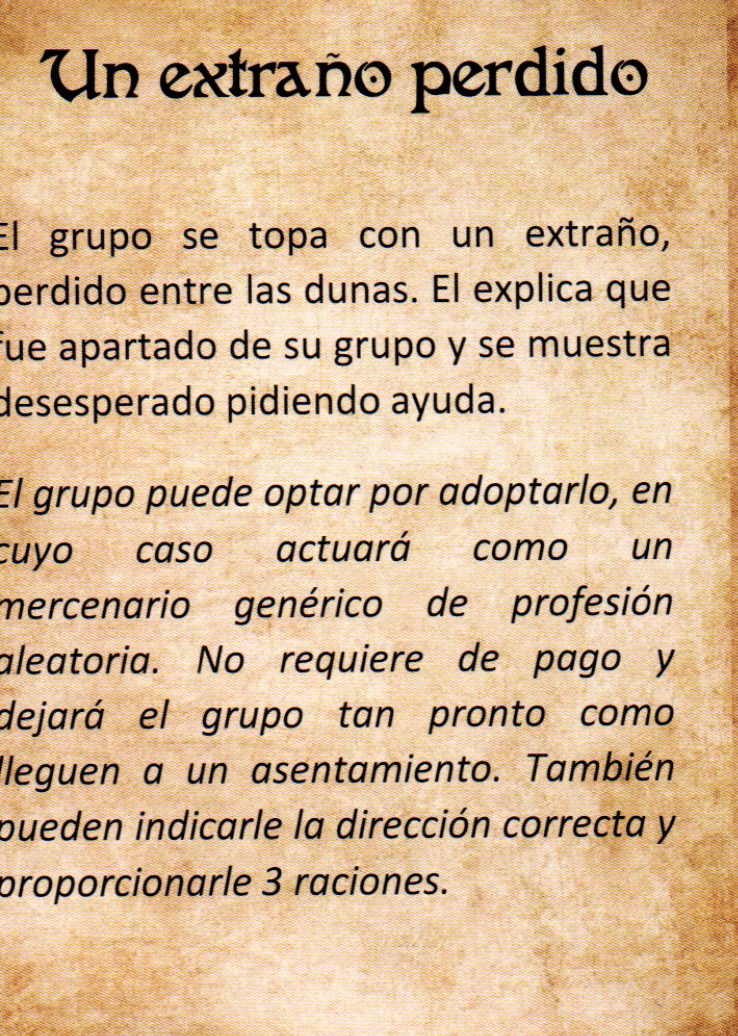 Un extraño perdido
El grupo se topa con un extraño,
perdido entre las dunas. El explica que
fue apartado de su grupo y se muestra
desesperado pidiendo ayuda.
El grupo puede optar por adoptarlo, en
cuyo caso actuará como un
mercenario genérico de profesión
aleatoria. No requiere de pago y
dejará el grupo tan pronto como
lleguen a un asentamiento. También
pueden indicarle la dirección correcta y
proporcionarle 3 raciones.